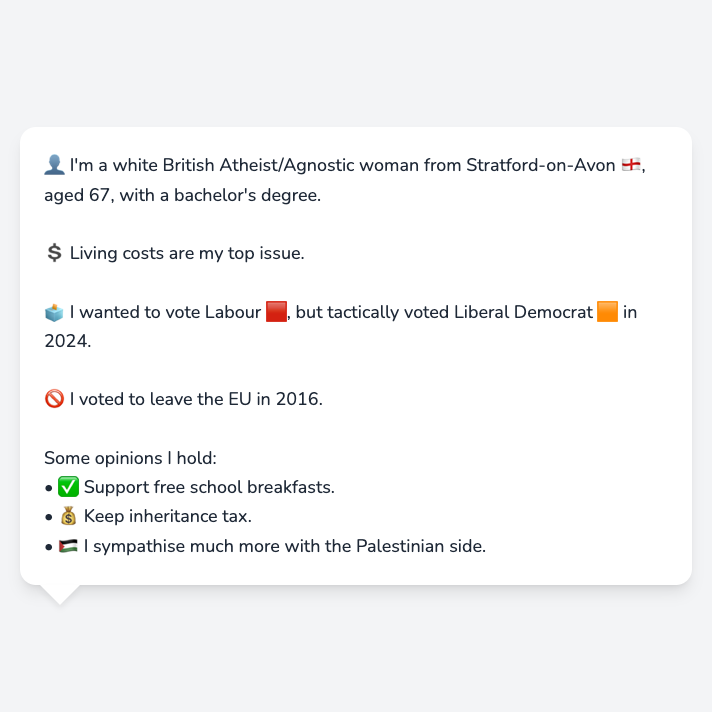 👤 I'm a white British Atheist/Agnostic woman from Stratford-on-Avon 🏴󠁧󠁢󠁥󠁮󠁧󠁿,
aged 67, with a bachelor's degree.
💲 Living costs are my top issue.
🗳️ I wanted to vote Labour 🟥, but tactically voted Liberal Democrat 🟧 in
2024.
🚫 I voted to leave the EU in 2016.
Some opinions I hold:
• ✅ Support free school breakfasts.
• 💰 Keep inheritance tax.
• 🇵🇸 I sympathise much more with the Palestinian side.